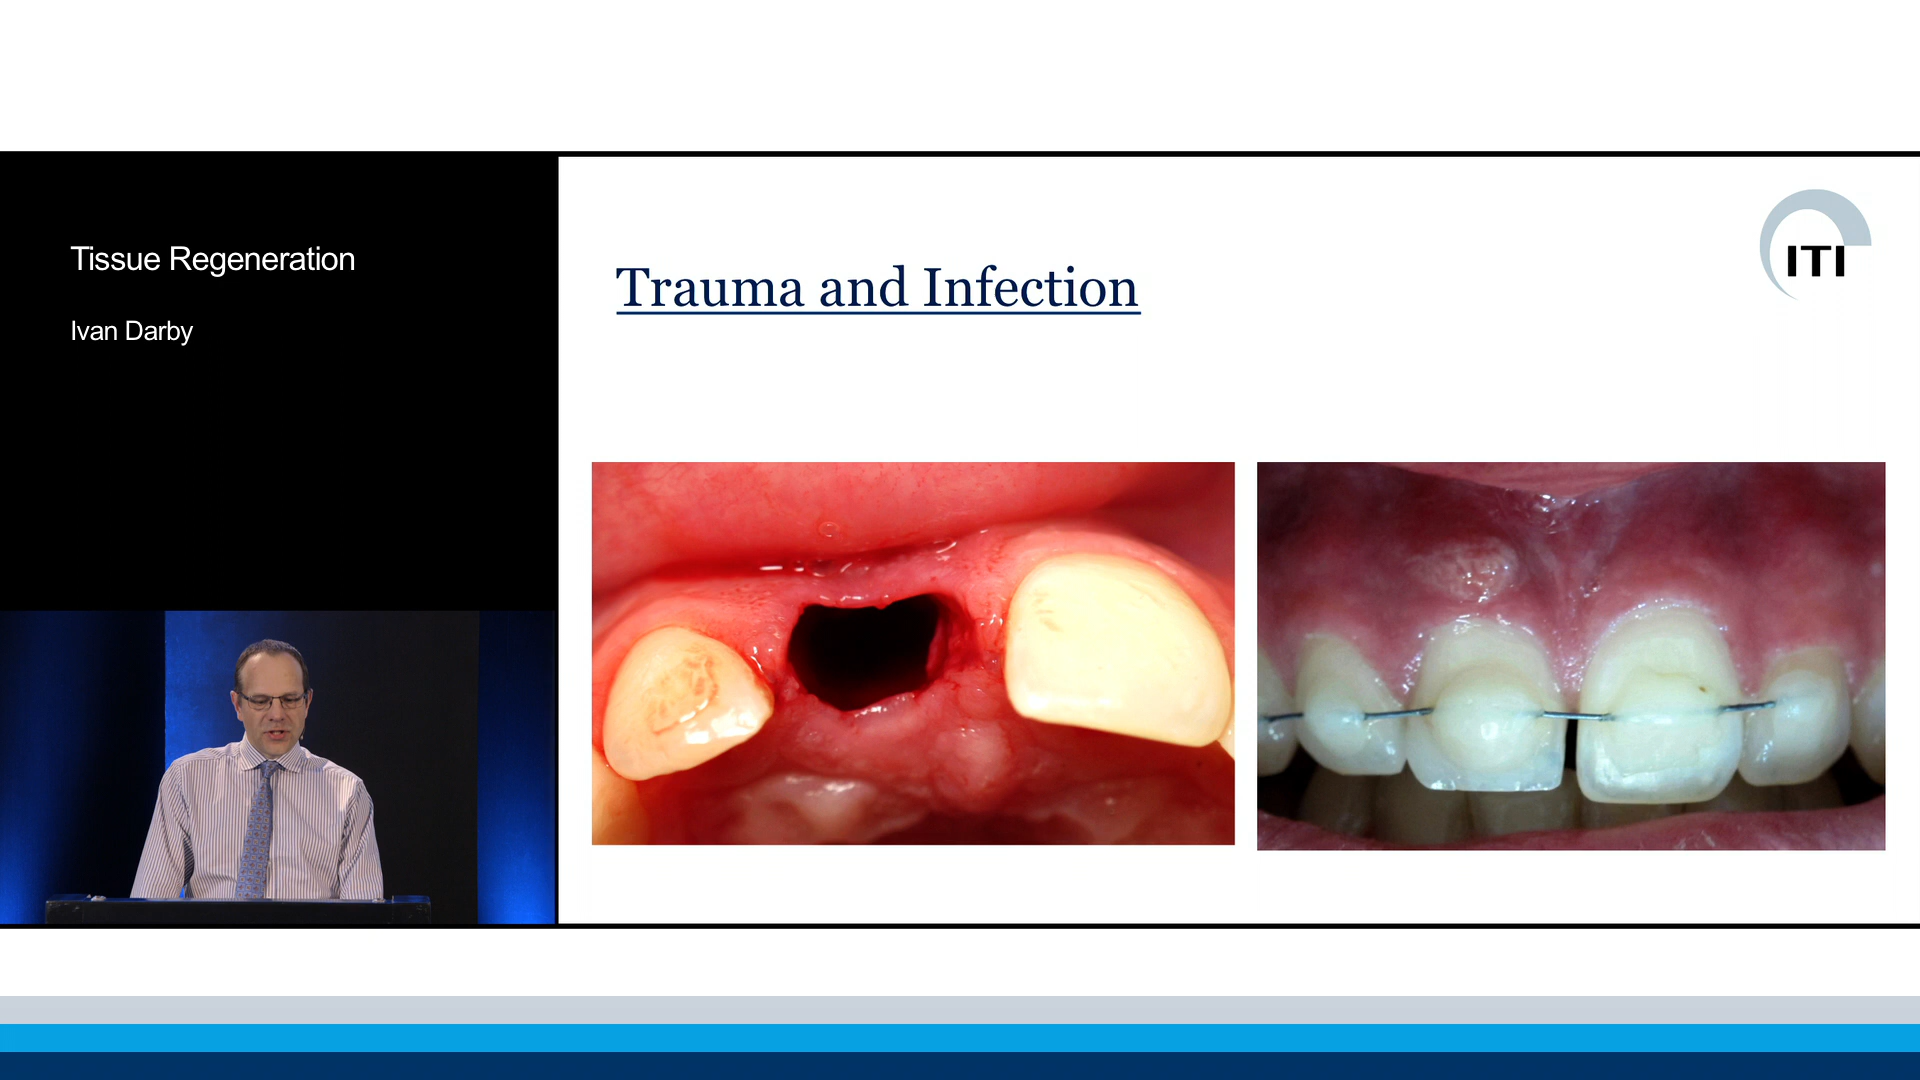 Tissue Regeneration
Ivan Darby
Trauma and Infection
ITI